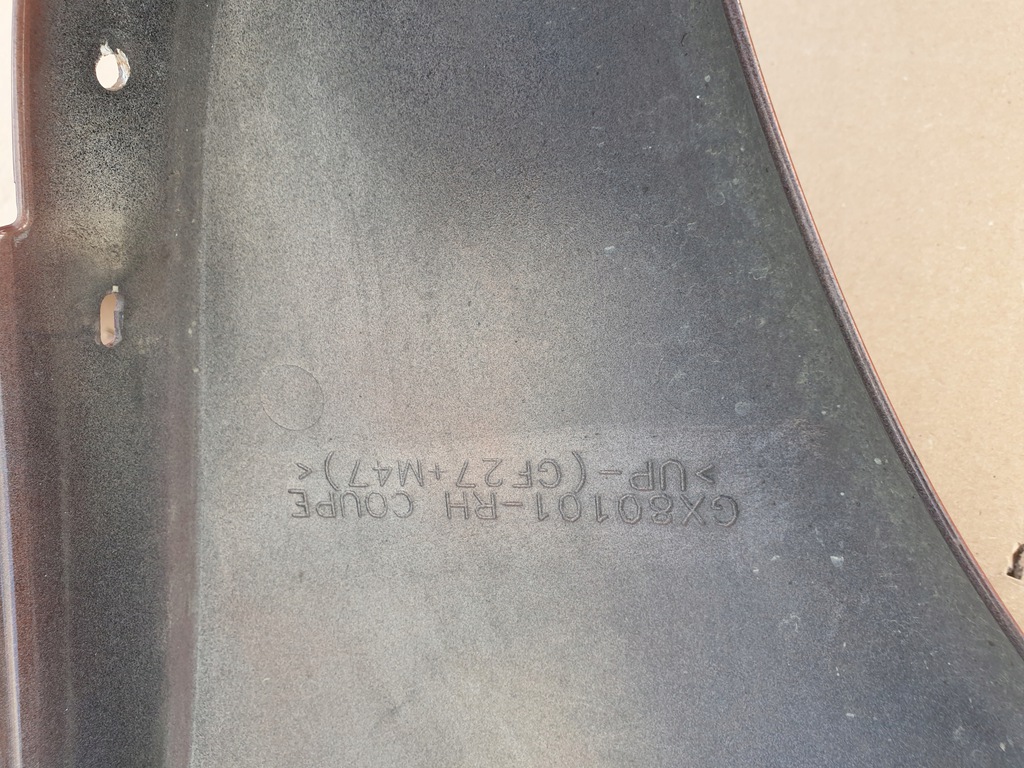 GX80101-RH COUPE
>UP-(GF27+M47)<